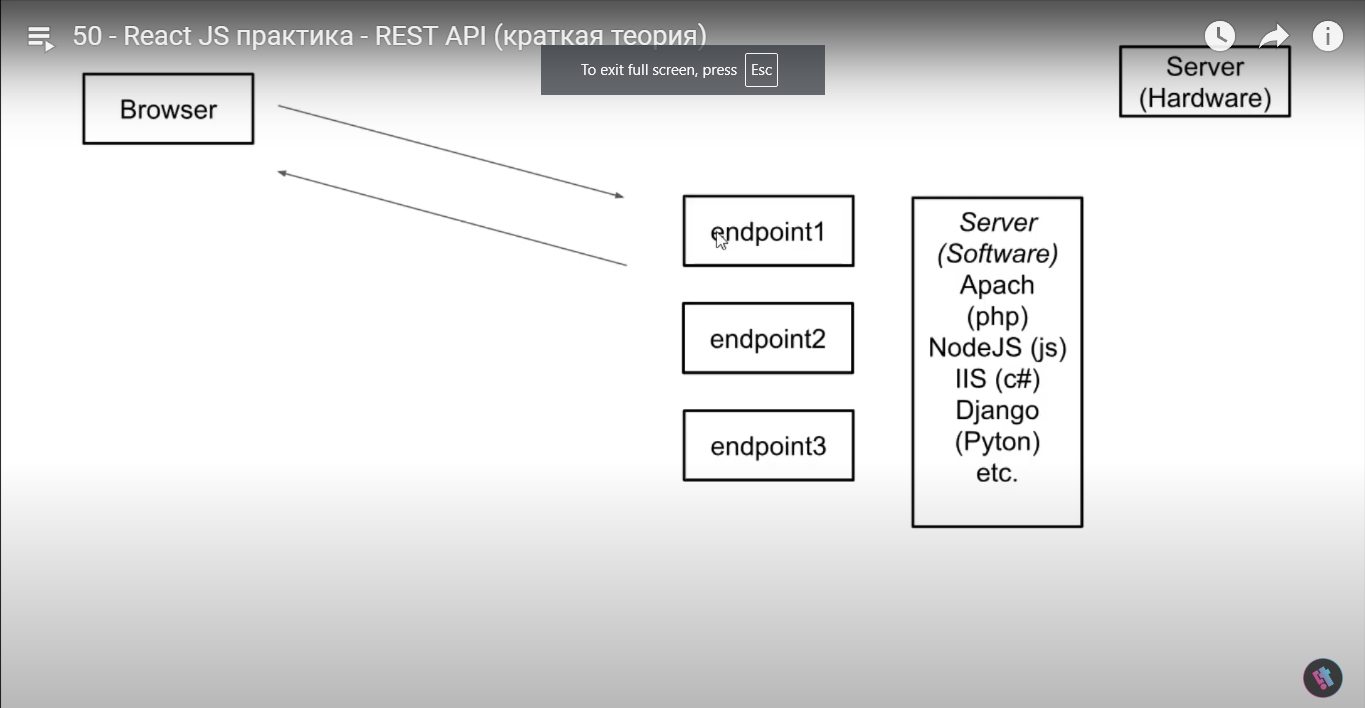 50 - React JS практика - REST API (краткая теория)
To exit full screen, press Esc
Browser
Server
(Hardware)
endpoint1
endpoint2
endpoint3
Server
(Software)
Apach
(php)
NodeJS (js)
IIS (c#)
Django
(Pyton)
etc.